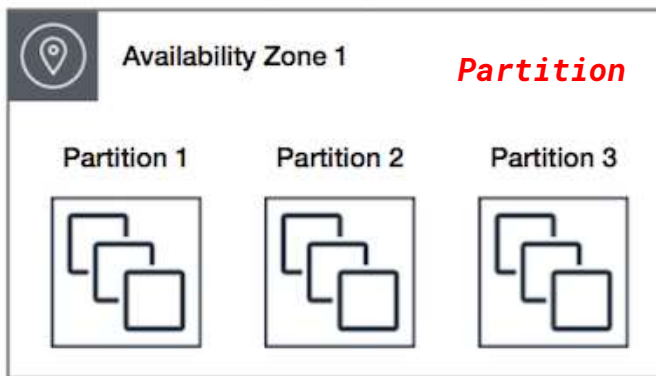 Availability Zone 1
Partition
Partition 1
Partition 2
Partition 3